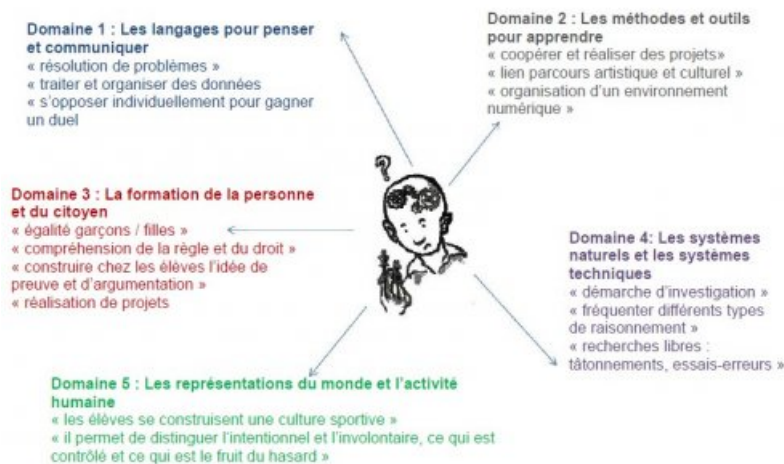 Domaine 1 : Les langages pour penser
et communiquer
« résolution de problèmes »
« traiter et organiser des données
« s'opposer individuellement pour gagner
un duel
Domaine 2 : Les méthodes et outils
pour apprendre
« coopérer et réaliser des projets»
« lien parcours artistique et culturel »
« organisation d'un environnement
numérique »
?
Domaine 3 : La formation de la personne
et du citoyen
« égalité garçons / filles »
« compréhension de la règle et du droit »
« construire chez les élèves l'idée de
preuve et d'argumentation »
« réalisation de projets
Domaine 4: Les systèmes
naturels et les systèmes
techniques
« démarche d'investigation »
« fréquenter différents types
de raisonnement »
« recherches libres :
tâtonnements, essais-erreurs »
Domaine 5 : Les représentations du monde et l'activité
humaine
« les élèves se construisent une culture sportive »
« il permet de distinguer l'intentionnel et l'involontaire, ce qui est
contrôlé et ce qui est le fruit du hasard »